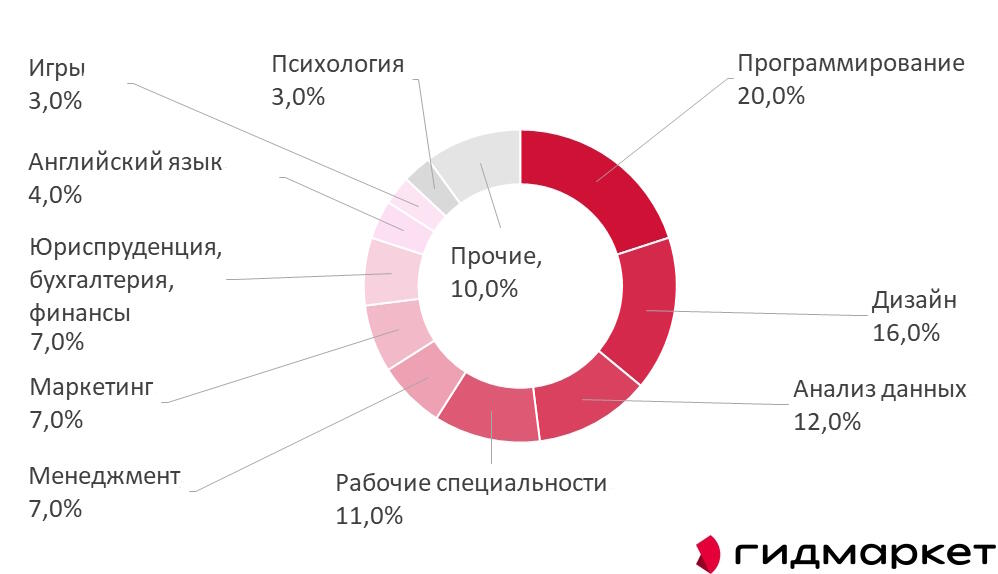 Программирование
20,0%
Дизайн
16,0%
Анализ данных
12,0%
Рабочие специальности
11,0%
Менеджмент
7,0%
Маркетинг
7,0%
Юриспруденция,
бухгалтерия,
финансы
7,0%
Английский язык
4,0%
Игры
3,0%
Психология
3,0%
Прочие,
10,0%
гидмаркет